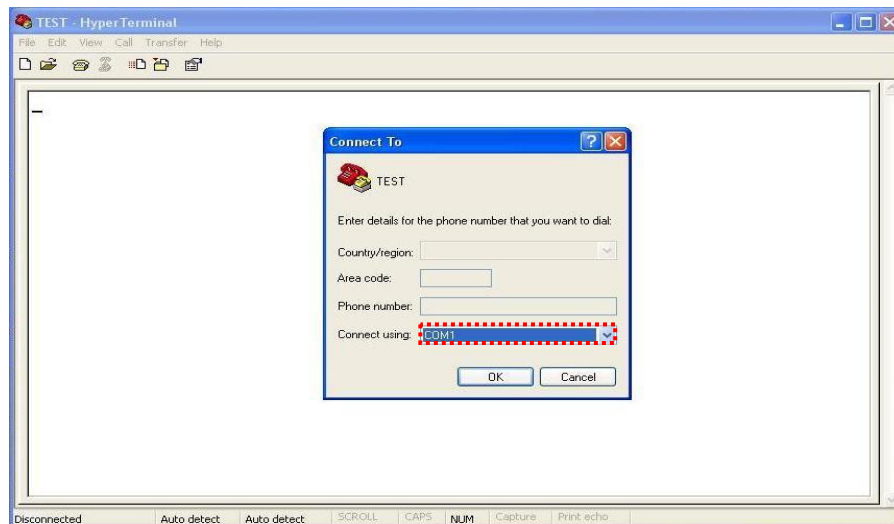 TEST - HyperTerminal
File Edit View Call Transfer Help
Connect To
TEST
Enter details for the phone number that you want to dial:
Country/region:
Area code:
Phone number:
Connect using: COM1
OK Cancel
Disconnected Auto detect Auto detect SCROLL CAPS NUM Capture Print echo